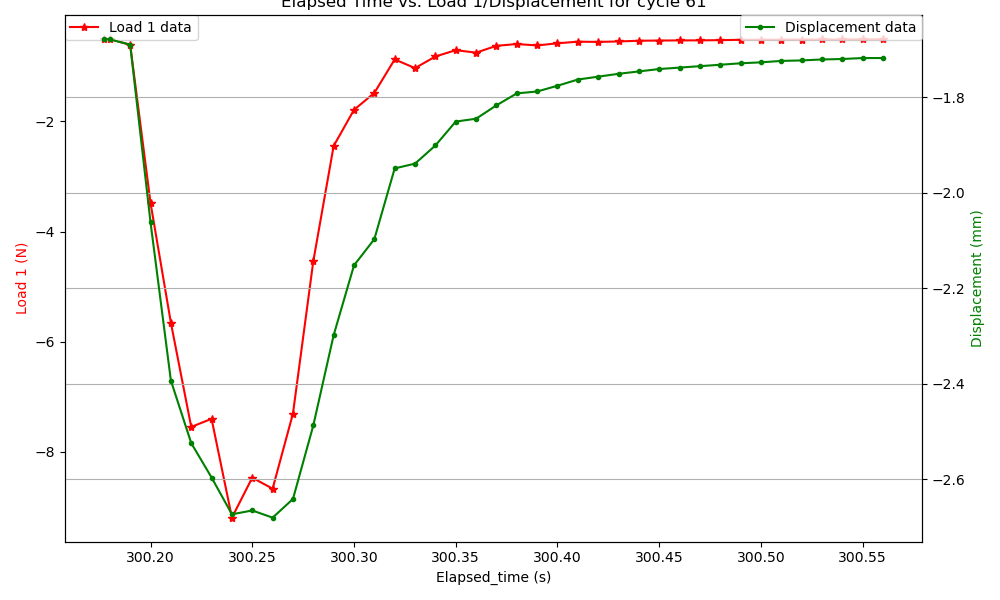 Elapsed Time vs. Load 1/Displacement for cycle 61
Load 1 data
Displacement data
−2
−4
−6
−8
Load 1 (N)
−1.8
−2.0
−2.2
−2.4
−2.6
Displacement (mm)
300.20 300.25 300.30 300.35 300.40 300.45 300.50 300.55
Elapsed_time (s)